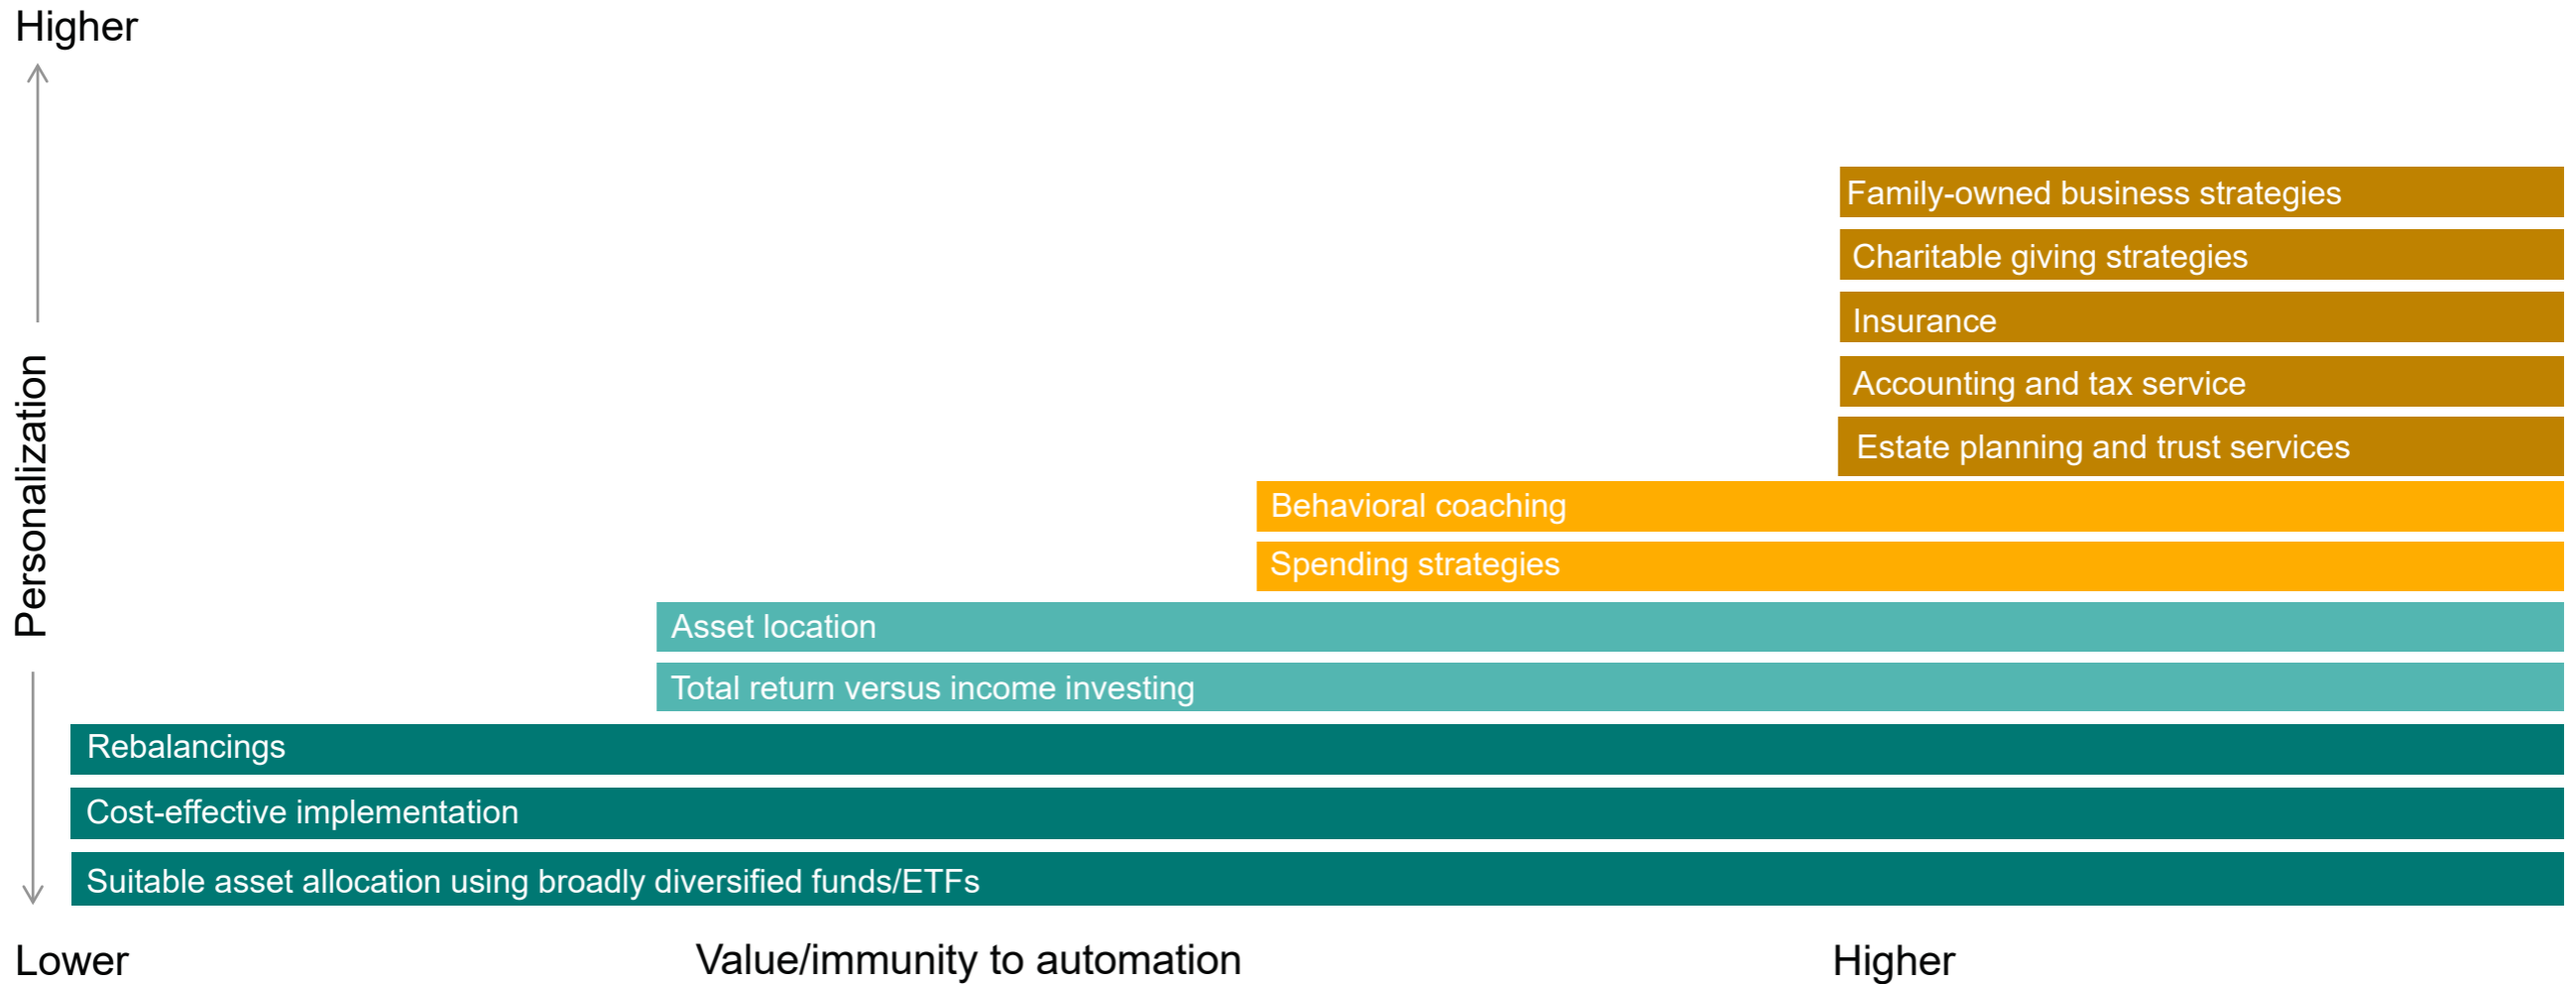 Higher
Personalization
Family-owned business strategies
Charitable giving strategies
Insurance
Accounting and tax service
Estate planning and trust services
Behavioral coaching
Spending strategies
Asset location
Total return versus income investing
Rebalancings
Cost-effective implementation
Suitable asset allocation using broadly diversified funds/ETFs
Lower
Value/immunity to automation
Higher